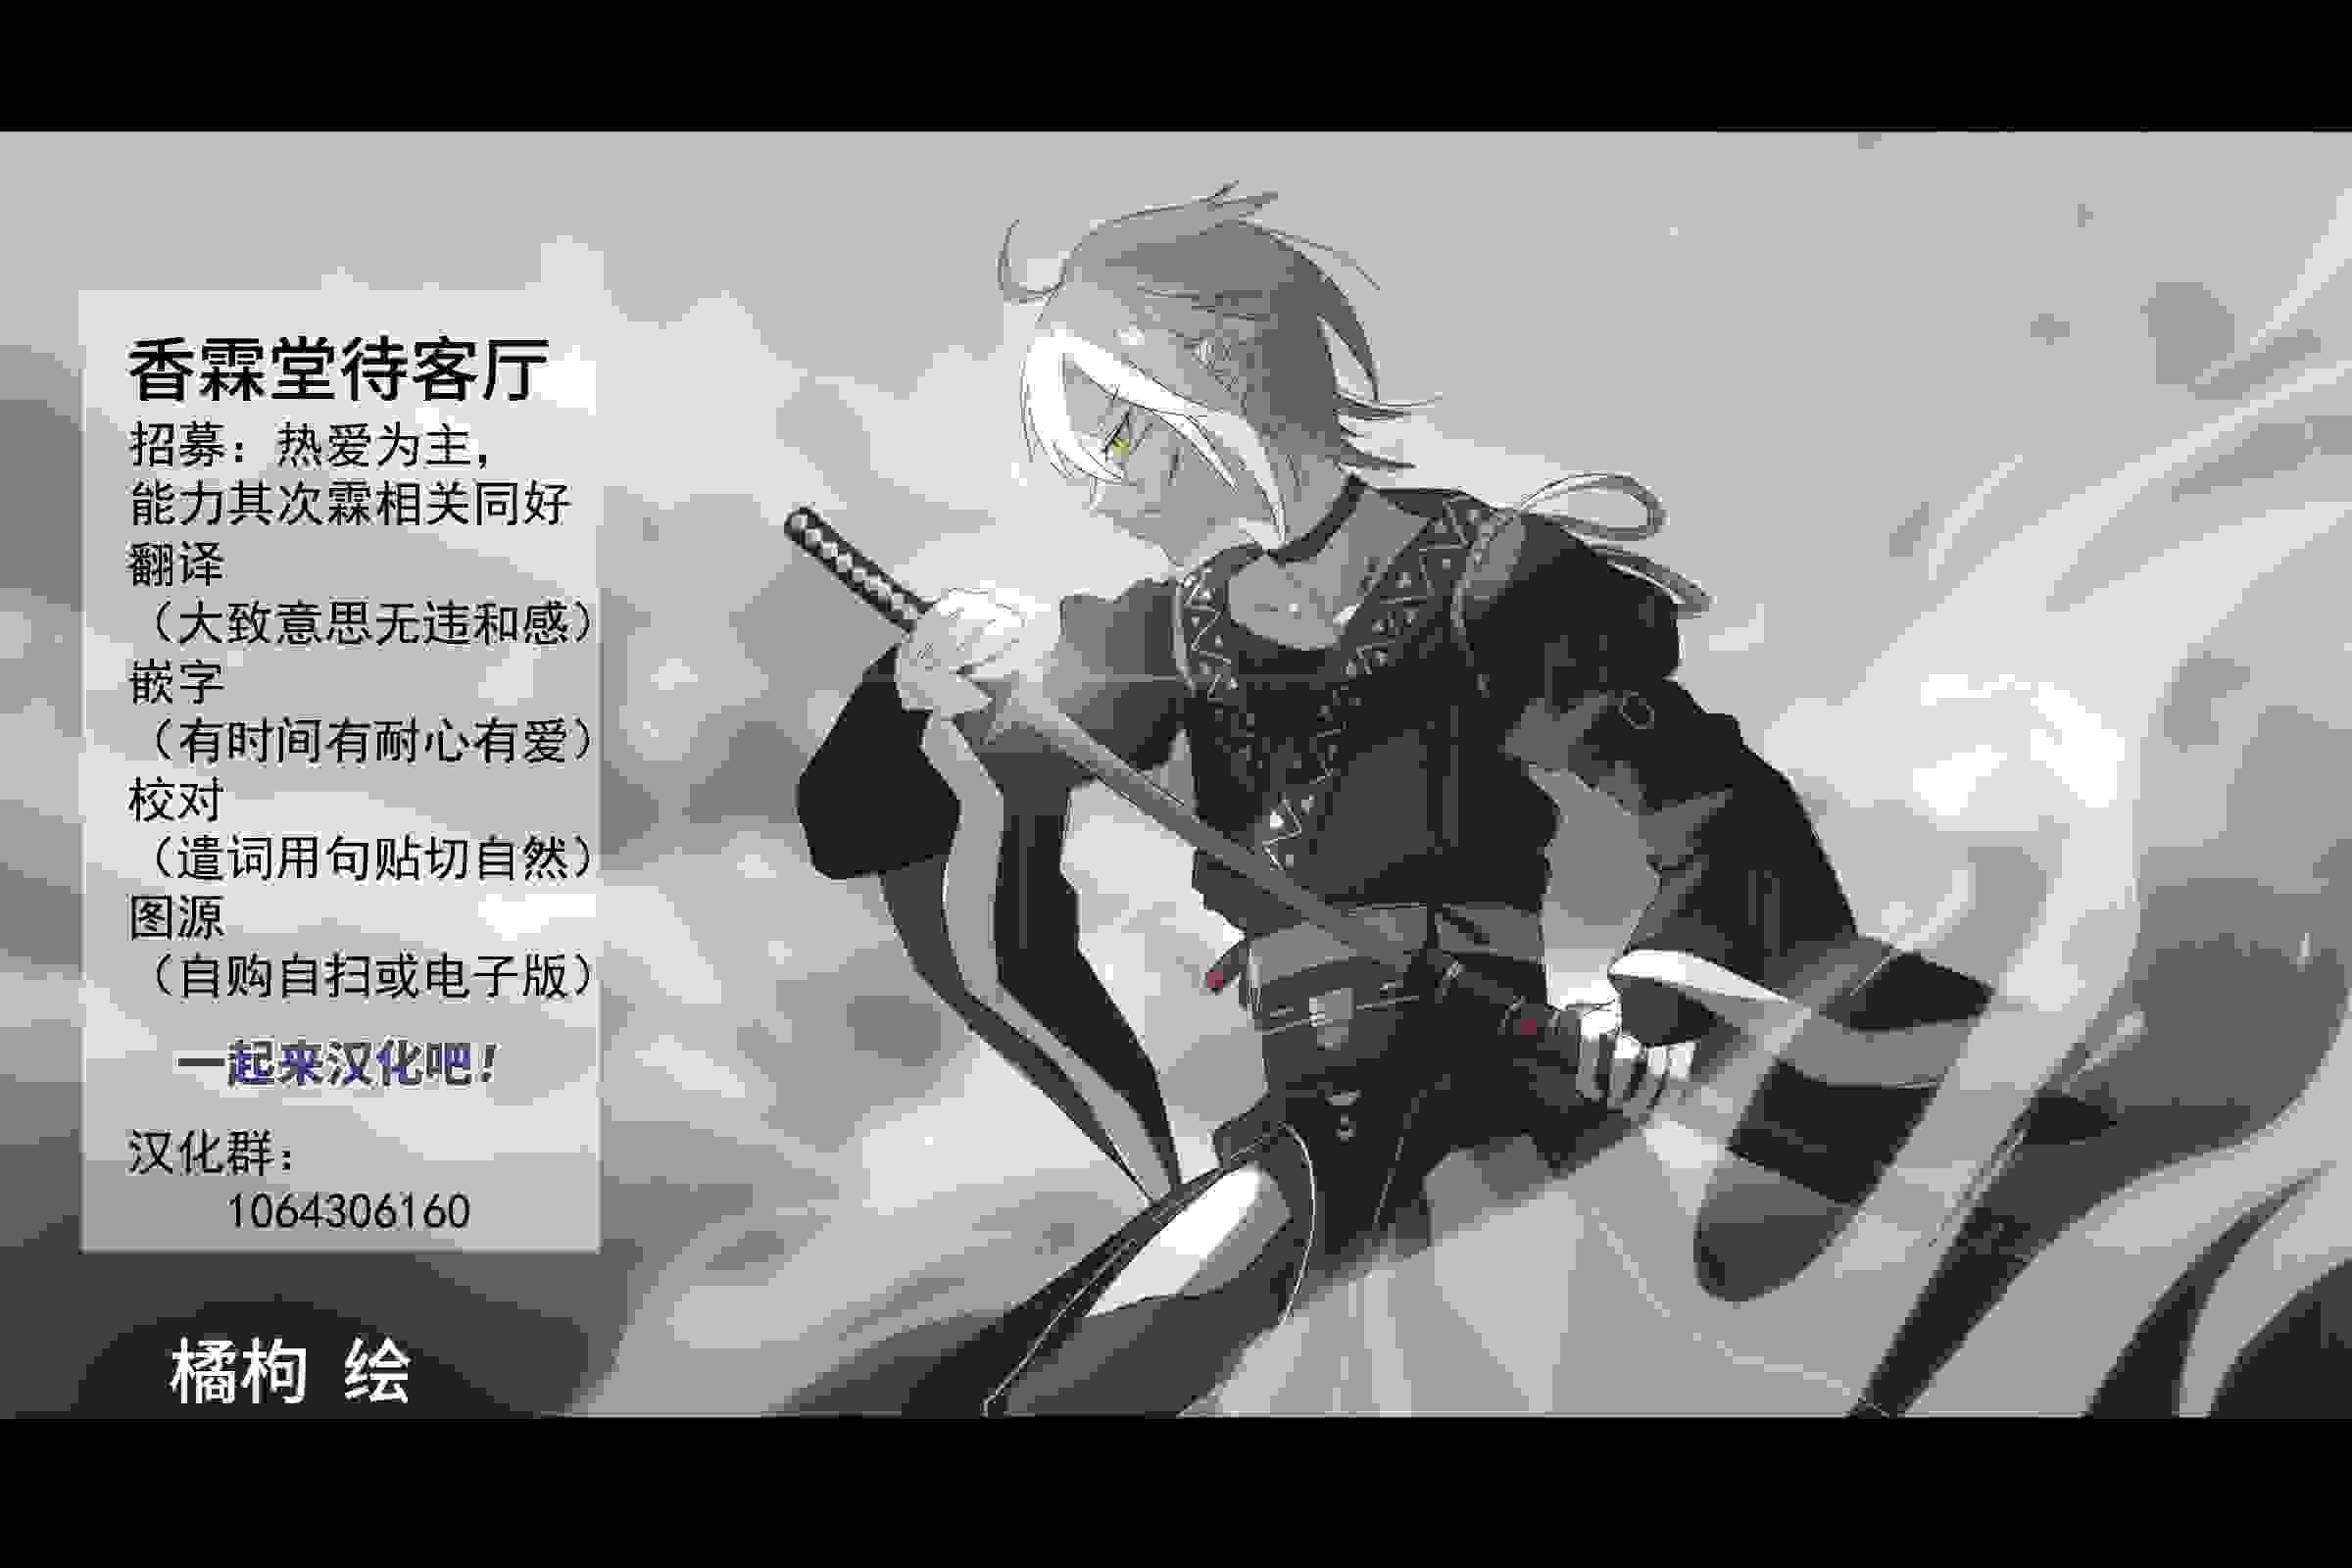 香霖堂待客厅
招募：热爱为主，
能力其次霖相关同好
翻译
（大致意思无违和感）
嵌字
（有时间有耐心有爱）
校对
（遣词用句贴切自然）
图源
（自购自扫或电子版）
一起来汉化吧！
汉化群：
1064306160
橘枸 绘